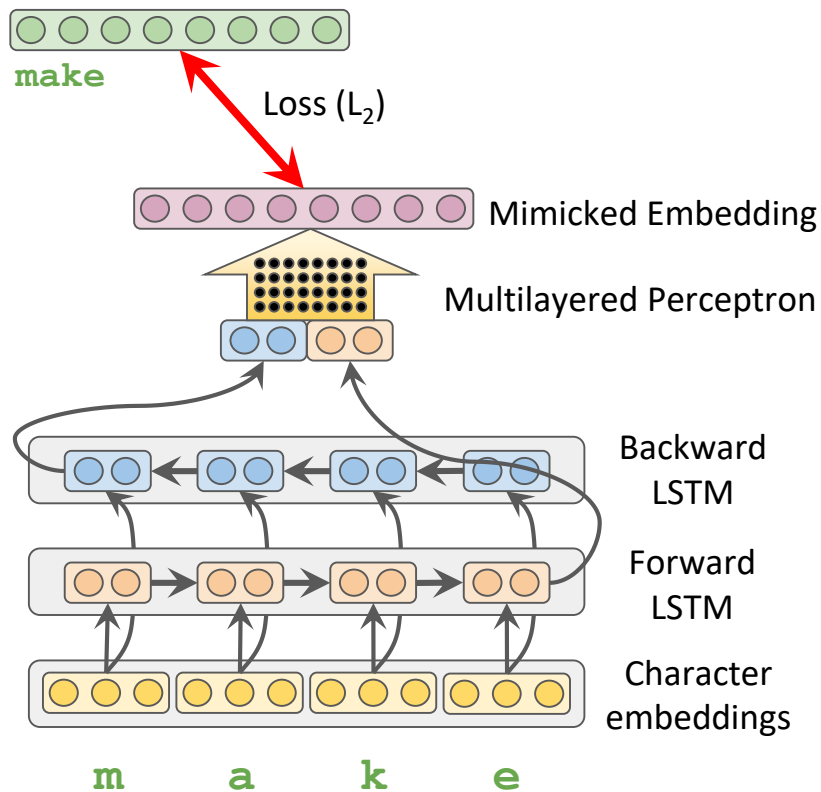 make
Loss (L₂)
Mimicked Embedding
Multilayered Perceptron
Backward
LSTM
Forward
LSTM
Character
embeddings
m a k e